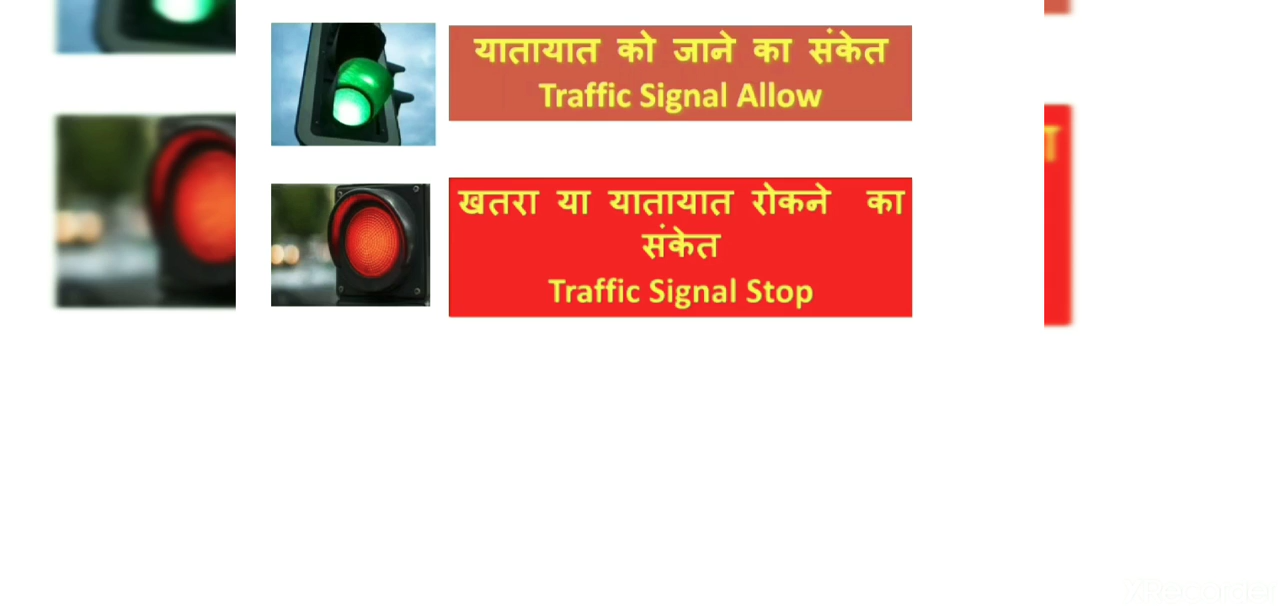 यातायात को जाने का संकेत
Traffic Signal Allow
खतरा या यातायात रोकने का
संकेत
Traffic Signal Stop